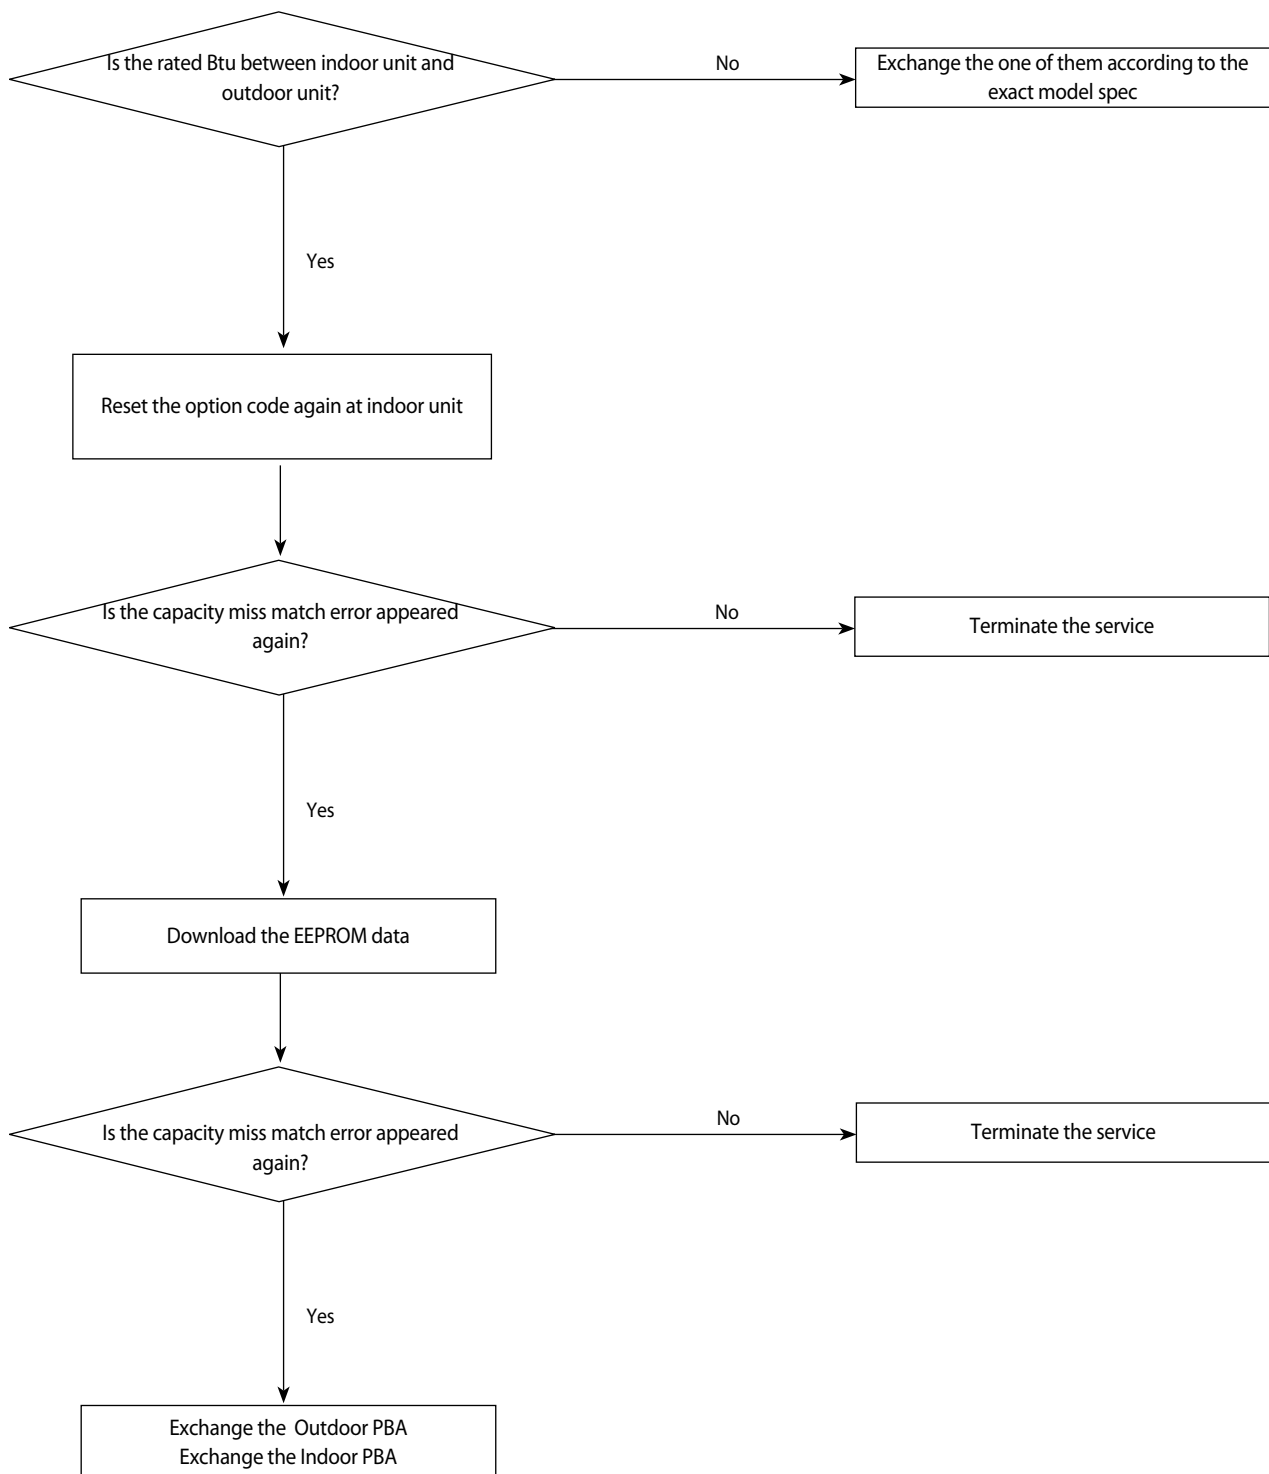 Is the rated Btu between indoor unit and
outdoor unit?
No
Exchange the one of them according to the
exact model spec
Yes
Reset the option code again at indoor unit
Is the capacity miss match error appeared
again?
No
Terminate the service
Yes
Download the EEPROM data
Is the capacity miss match error appeared
again?
No
Terminate the service
Yes
Exchange the  Outdoor PBA
Exchange the Indoor PBA